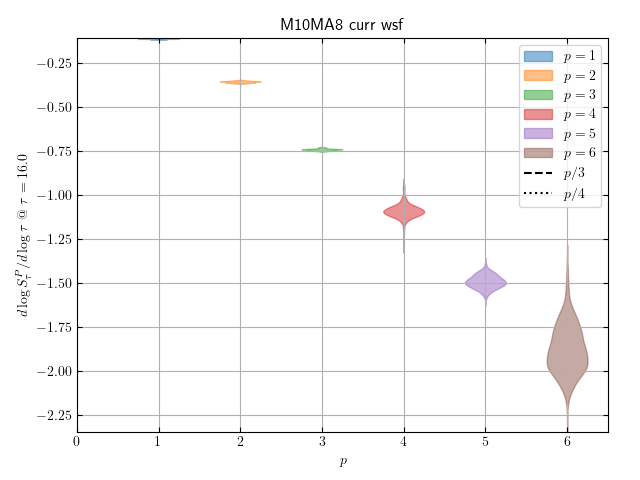 M10MA8 curr wsf
−0.25
−0.50
−0.75
−1.00
−1.25
−1.50
−1.75
−2.00
−2.25
d log S_τ^P / d log τ @ τ = 16.0
0 1 2 3 4 5 6
p
p = 1
p = 2
p = 3
p = 4
p = 5
p = 6
p/3
p/4